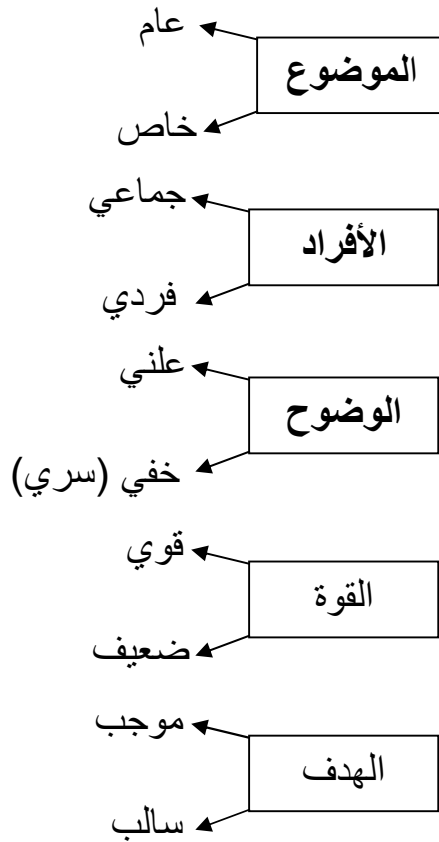 عام
الموضوع
خاص
جماعي
الأفراد
فردي
علني
الوضوح
خفي (سري)
قوي
القوة
ضعيف
موجب
الهدف
سالب